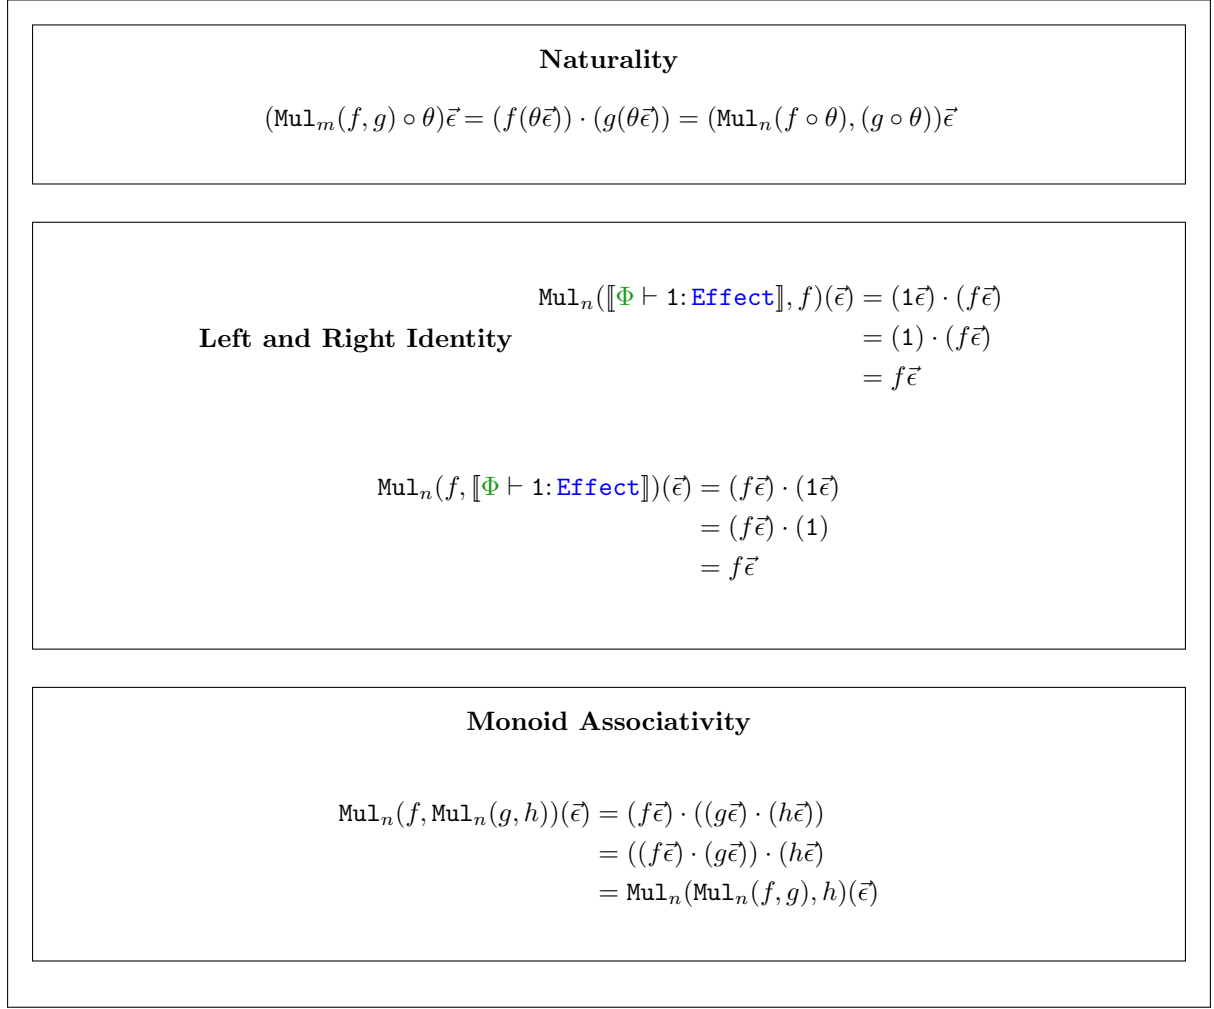 Naturality
(Mul_m(f, g) ∘ θ)ϵ⃗ = (f(θϵ⃗)) · (g(θϵ⃗)) = (Mul_n(f ∘ θ), (g ∘ θ))ϵ⃗
Mul_n(⟦Φ ⊢ 1: Effect⟧, f)(ϵ⃗) = (1ϵ⃗) · (fϵ⃗)
Left and Right Identity = (1) · (fϵ⃗)
= fϵ⃗
Mul_n(f, ⟦Φ ⊢ 1: Effect⟧)(ϵ⃗) = (fϵ⃗) · (1ϵ⃗)
= (fϵ⃗) · (1)
= fϵ⃗
Monoid Associativity
Mul_n(f, Mul_n(g, h))(ϵ⃗) = (fϵ⃗) · ((gϵ⃗) · (hϵ⃗))
= ((fϵ⃗) · (gϵ⃗)) · (hϵ⃗)
= Mul_n(Mul_n(f, g), h)(ϵ⃗)